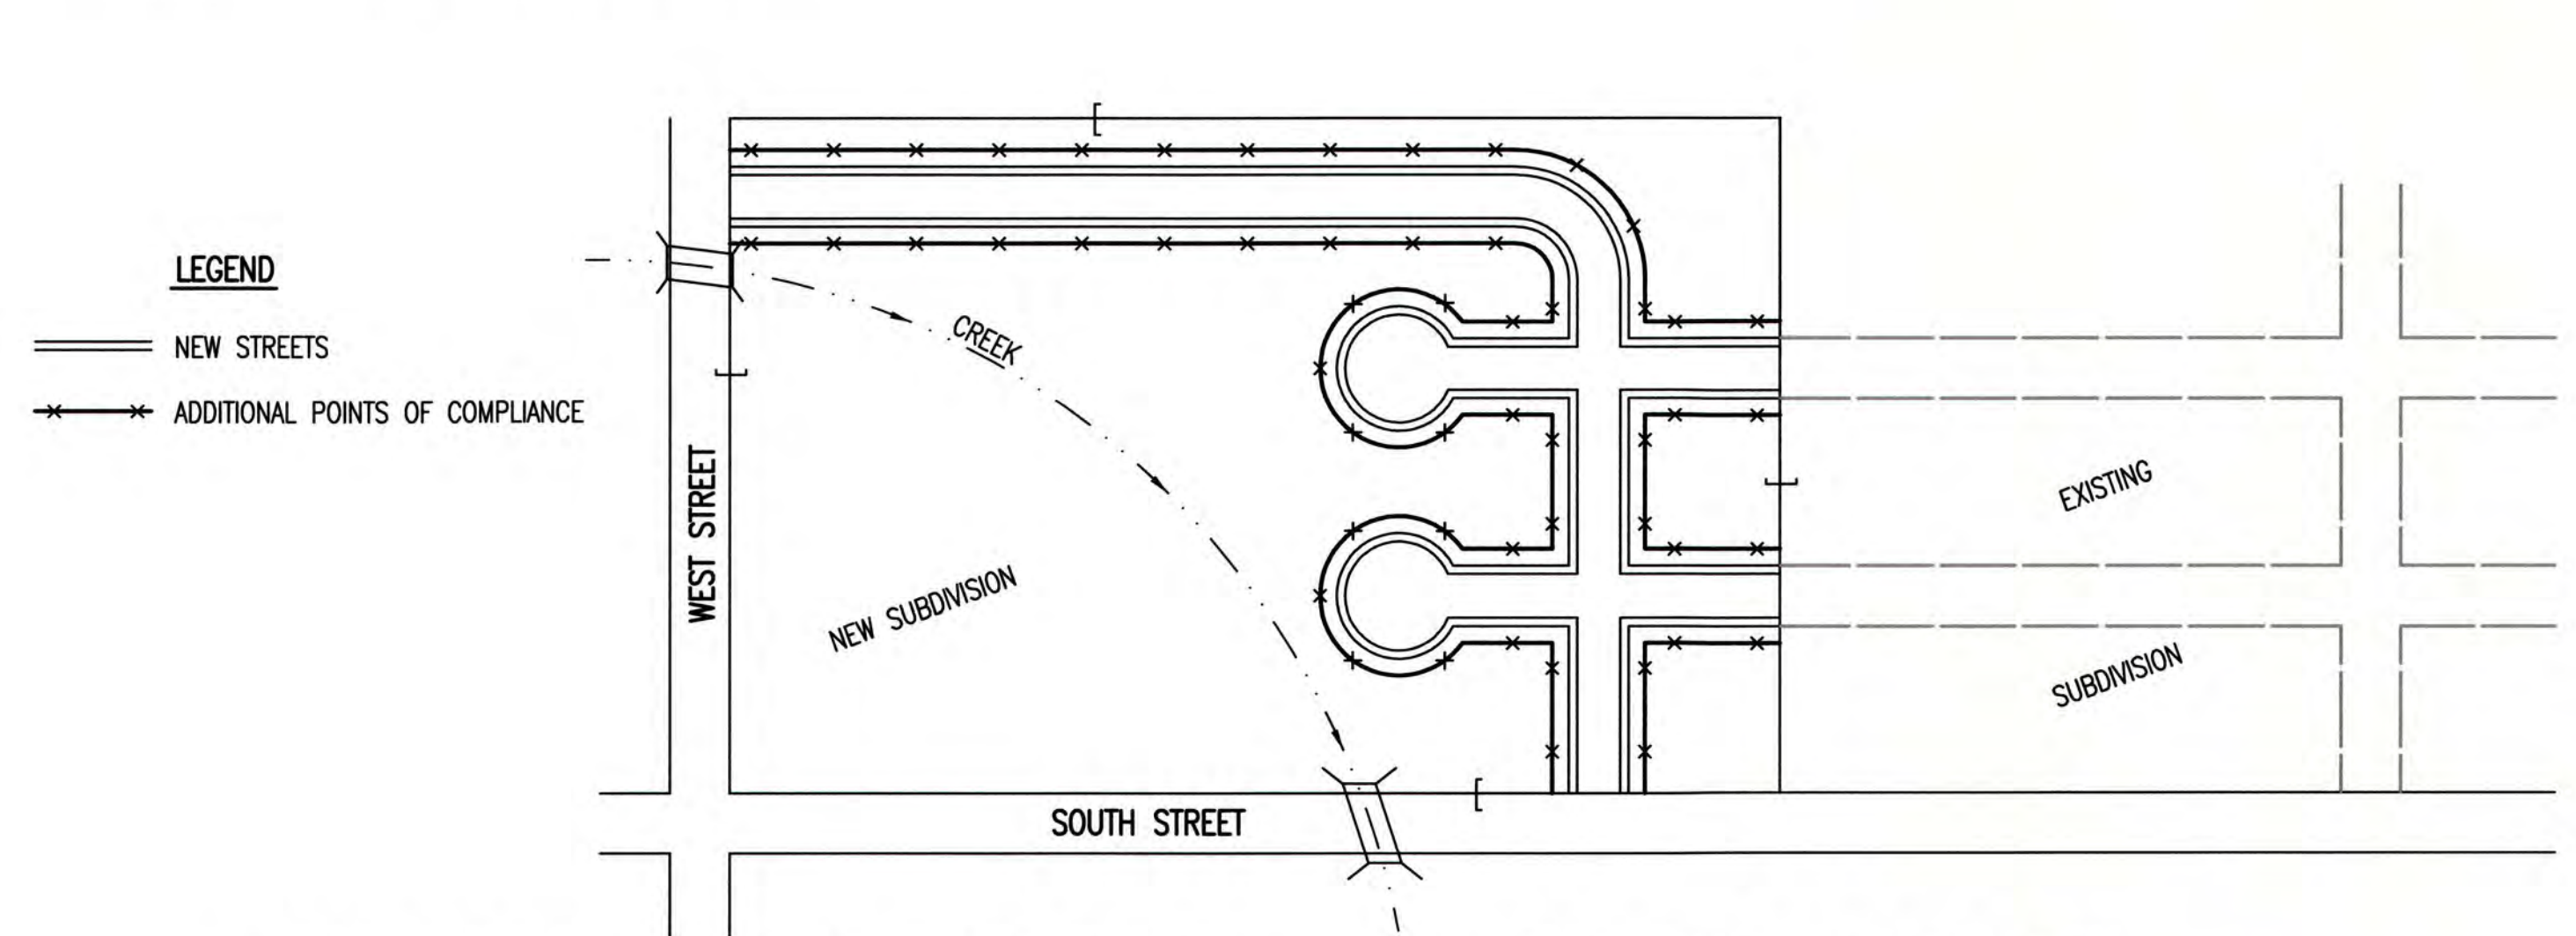 LEGEND
NEW STREETS
ADDITIONAL POINTS OF COMPLIANCE
CREEK
WEST STREET
NEW SUBDIVISION
SOUTH STREET
EXISTING
SUBDIVISION